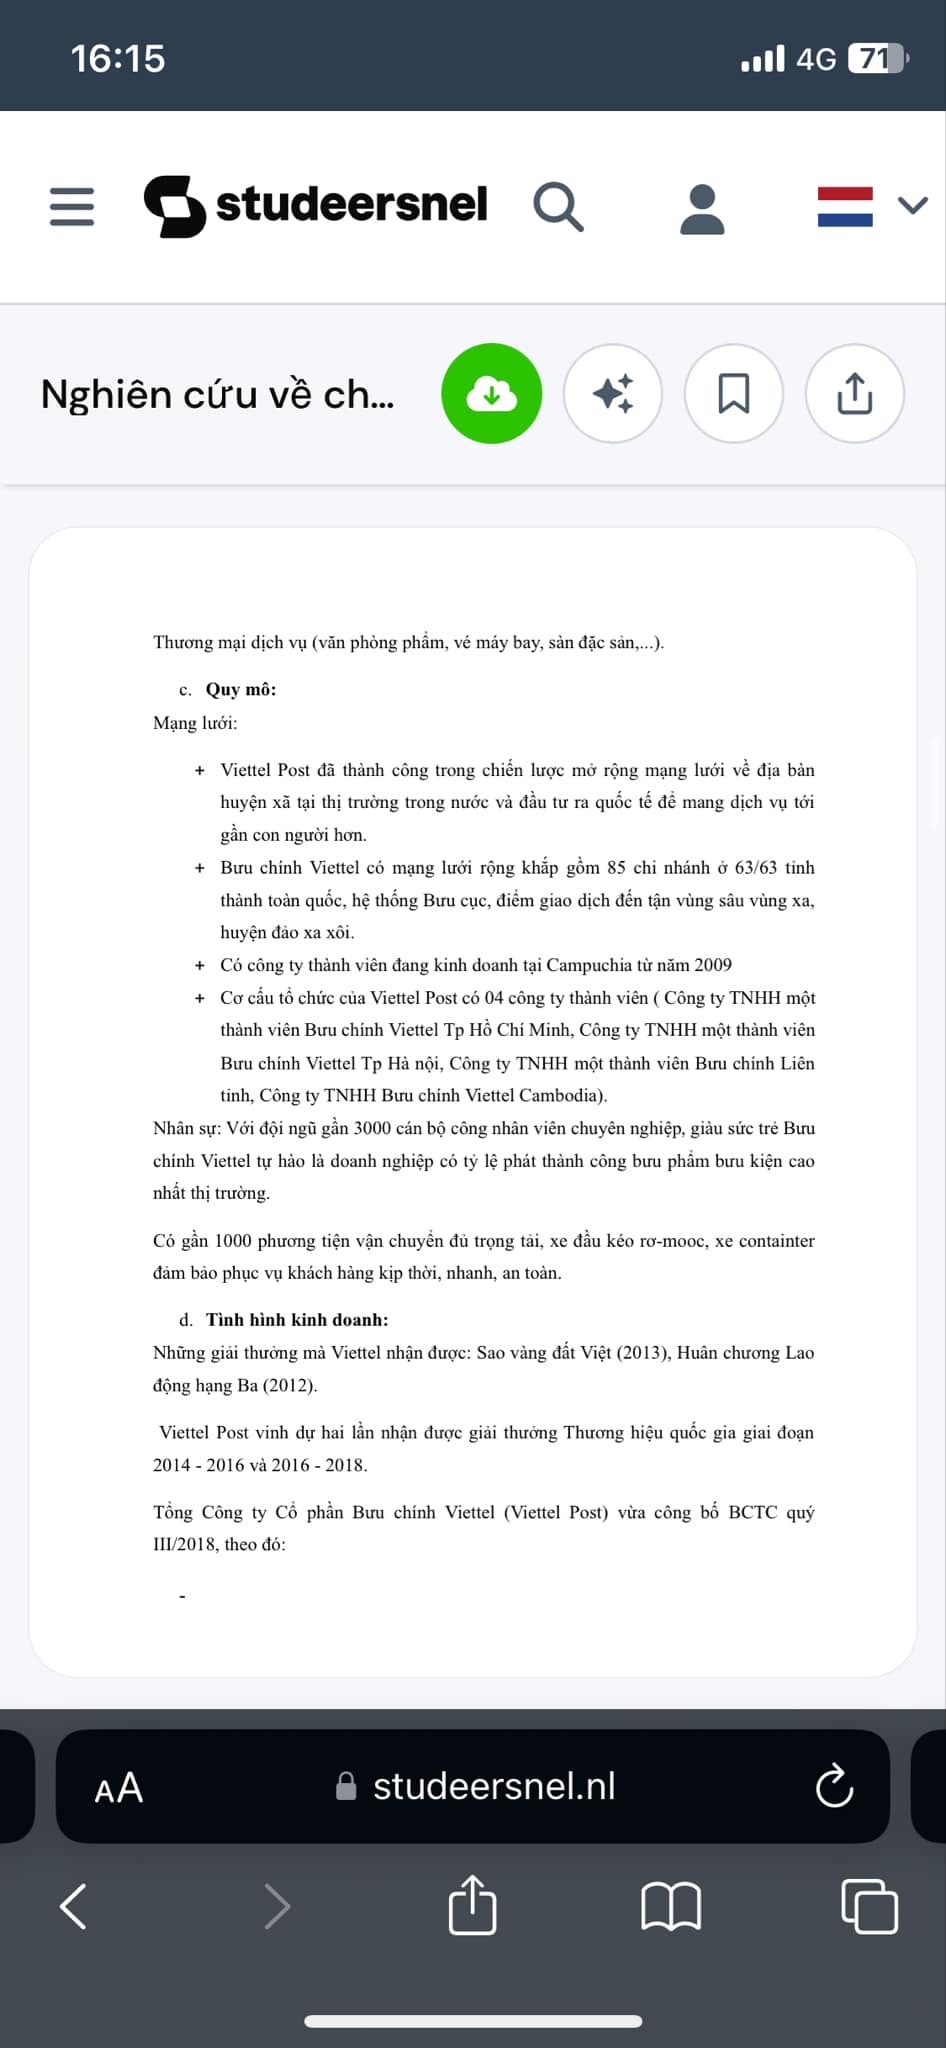 16:15
4G 71
studeersnel
Nghiên cứu về ch...
Thương mại dịch vụ (văn phòng phẩm, vé máy bay, sàn đặc sản,...).
c. Quy mô:
Mạng lưới:
+ Viettel Post đã thành công trong chiến lược mở rộng mạng lưới về địa bàn
huyện xã tại thị trường trong nước và đầu tư ra quốc tế để mang dịch vụ tới
gần con người hơn.
+ Bưu chính Viettel có mạng lưới rộng khắp gồm 85 chi nhánh ở 63/63 tỉnh
thành toàn quốc, hệ thống Bưu cục, điểm giao dịch đến tận vùng sâu vùng xa,
huyện đảo xa xôi.
+ Có công ty thành viên đang kinh doanh tại Campuchia từ năm 2009
+ Cơ cấu tổ chức của Viettel Post có 04 công ty thành viên ( Công ty TNHH một
thành viên Bưu chính Viettel Tp Hồ Chí Minh, Công ty TNHH một thành viên
Bưu chính Viettel Tp Hà nội, Công ty TNHH một thành viên Bưu chính Liên
tỉnh, Công ty TNHH Bưu chính Viettel Cambodia).
Nhân sự: Với đội ngũ gần 3000 cán bộ công nhân viên chuyên nghiệp, giàu sức trẻ Bưu
chính Viettel tự hào là doanh nghiệp có tỷ lệ phát thành công bưu phẩm bưu kiện cao
nhất thị trường.
Có gần 1000 phương tiện vận chuyển đủ trọng tải, xe đầu kéo rơ-mooc, xe containter
đảm bảo phục vụ khách hàng kịp thời, nhanh, an toàn.
d. Tình hình kinh doanh:
Những giải thưởng mà Viettel nhận được: Sao vàng đất Việt (2013), Huân chương Lao
động hạng Ba (2012).
Viettel Post vinh dự hai lần nhận được giải thưởng Thương hiệu quốc gia giai đoạn
2014 - 2016 và 2016 - 2018.
Tổng Công ty Cổ phần Bưu chính Viettel (Viettel Post) vừa công bố BCTC quý
III/2018, theo đó:
-
AA studeersnel.nl